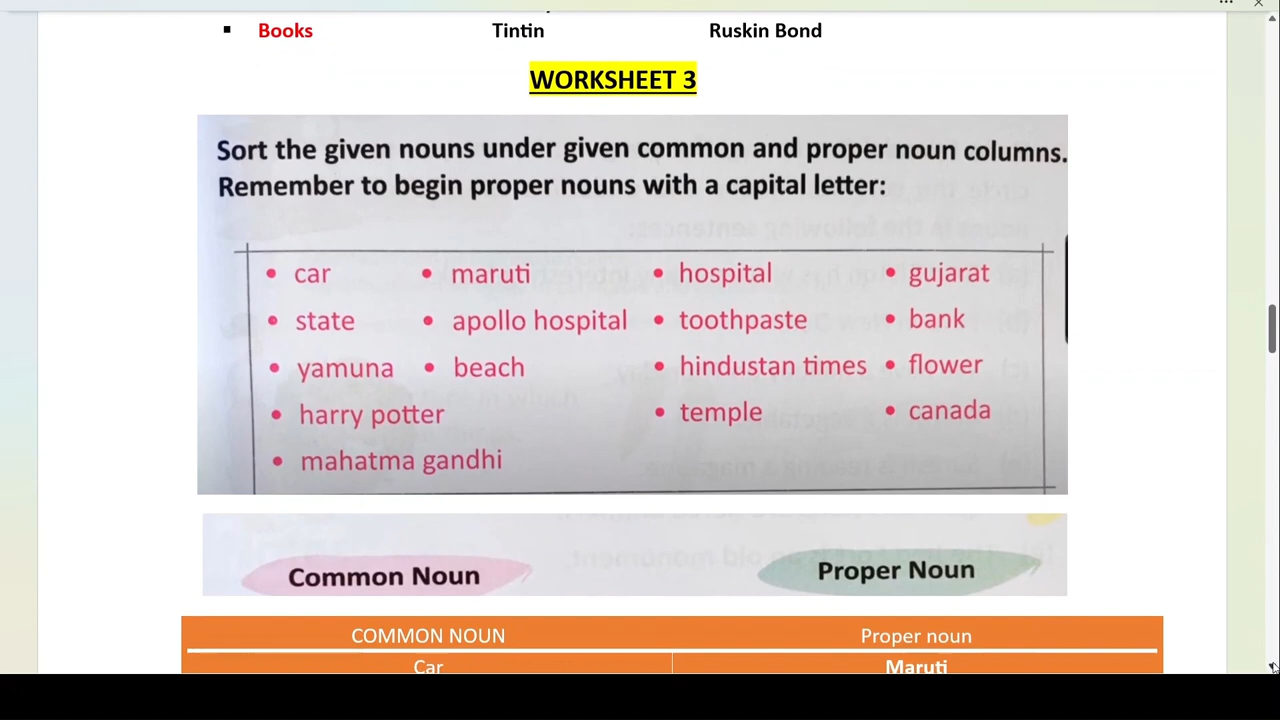 ▪ Books Tintin Ruskin Bond
WORKSHEET 3
Sort the given nouns under given common and proper noun columns.
Remember to begin proper nouns with a capital letter:
• car • maruti • hospital • gujarat
• state • apollo hospital • toothpaste • bank
• yamuna • beach • hindustan times • flower
• harry potter • temple • canada
• mahatma gandhi
Common Noun Proper Noun
COMMON NOUN Proper noun
Car Maruti